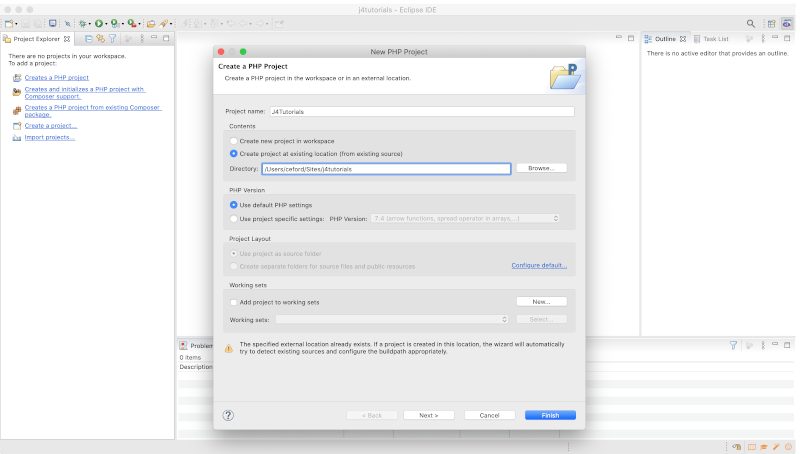 j4tutorials – Eclipse IDE
Project Explorer
There are no projects in your workspace.
To add a project:
Creates a PHP project
Creates and initializes a PHP project with
Composer support.
Creates a PHP project from existing Composer
package.
Create a project...
Import projects...
New PHP Project
Create a PHP Project
Create a PHP project in the workspace or in an external location.
Project name: J4Tutorials
Contents
Create new project in workspace
Create project at existing location (from existing source)
Directory: /Users/ceford/Sites/j4tutorials Browse...
PHP Version
Use default PHP settings
Use project specific settings: PHP Version: 7.4 (arrow functions, spread operator in arrays,...)
Project Layout
Use project as source folder
Create separate folders for source files and public resources
Configure default...
Working sets
Add project to working sets New...
Working sets: Select...
The specified external location already exists. If a project is created in this location, the wizard will automatically
try to detect existing sources and configure the buildpath appropriately.
? < Back Next > Cancel Finish
Outline Task List
There is no active editor that provides an outline.
Problem
0 items
Description